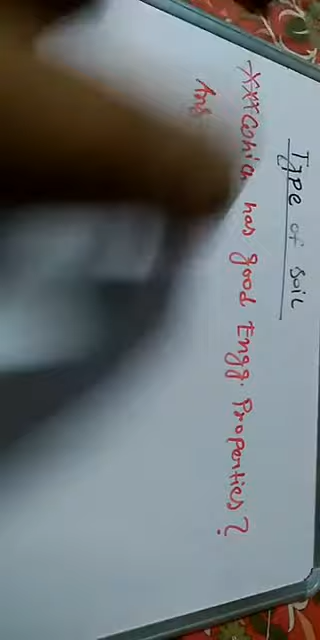 Type of soil
*** Which has good Engg. Properties?
Ans